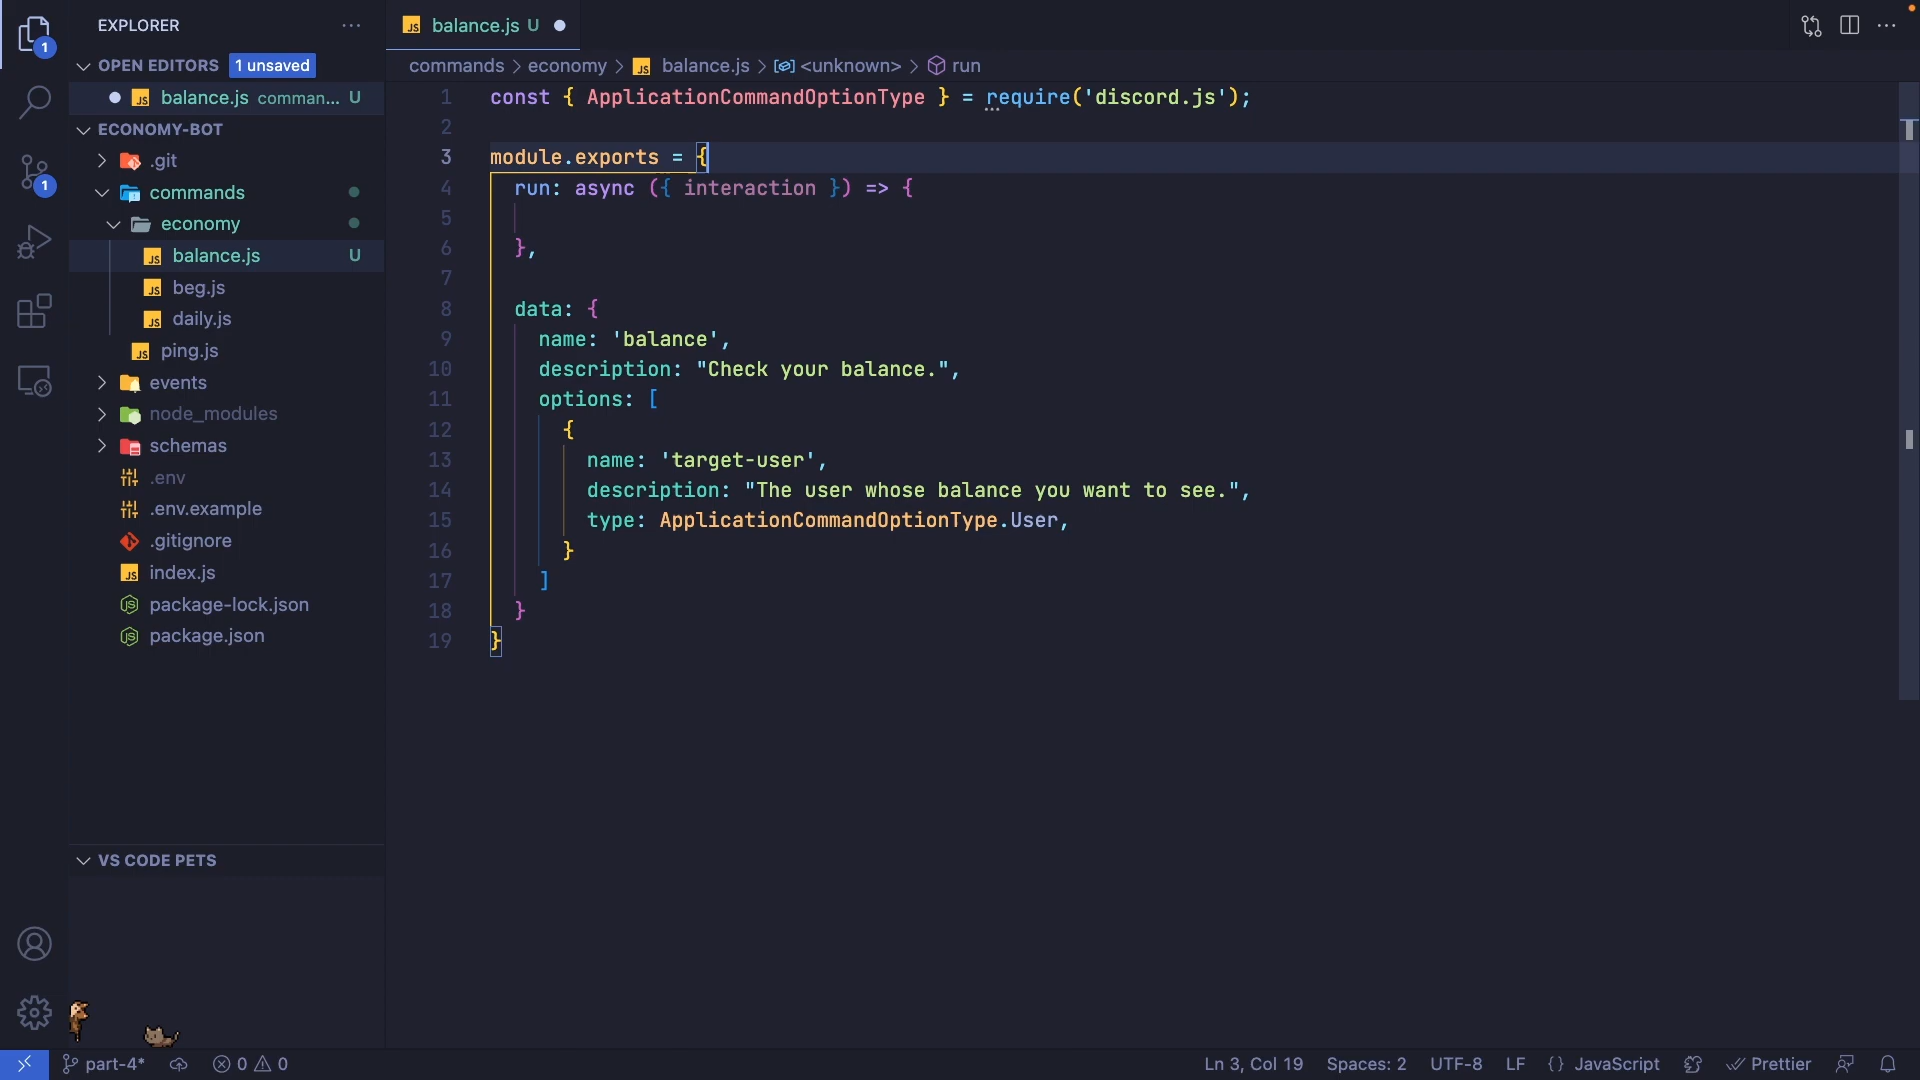 EXPLORER
OPEN EDITORS 1 unsaved
balance.js comman... U
ECONOMY-BOT
.git
commands
economy
balance.js U
beg.js
daily.js
ping.js
events
node_modules
schemas
.env
.env.example
.gitignore
index.js
package-lock.json
package.json
VS CODE PETS
1
1
balance.js U
commands > economy > balance.js > <unknown> > run
1 const { ApplicationCommandOptionType } = require('discord.js');
2
3 module.exports = {
4 run: async ({ interaction }) => {
5
6 },
7
8 data: {
9 name: 'balance',
10 description: "Check your balance.",
11 options: [
12 {
13 name: 'target-user',
14 description: "The user whose balance you want to see.",
15 type: ApplicationCommandOptionType.User,
16 }
17 ]
18 }
19 }
part-4* 0 0 Ln 3, Col 19 Spaces: 2 UTF-8 LF {} JavaScript Prettier